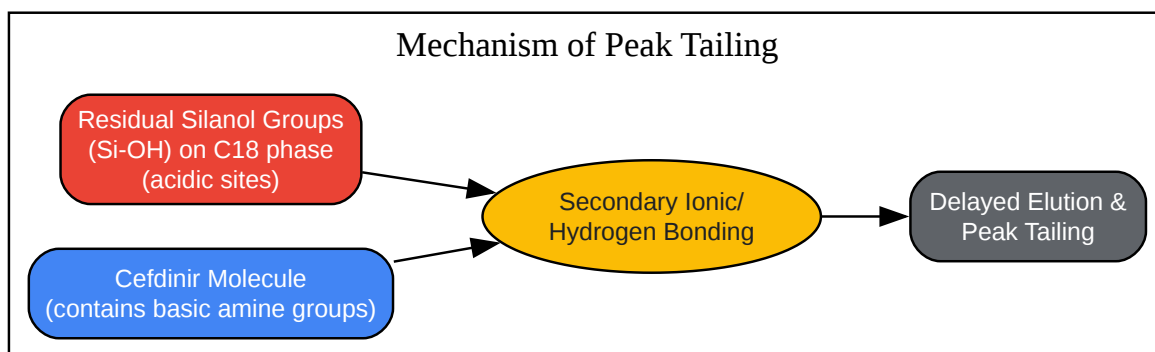 Mechanism of Peak Tailing
Residual Silanol Groups
(Si-OH) on C18 phase
(acidic sites)
Cefdinir Molecule
(contains basic amine groups)
Secondary Ionic/
Hydrogen Bonding
Delayed Elution &
Peak Tailing